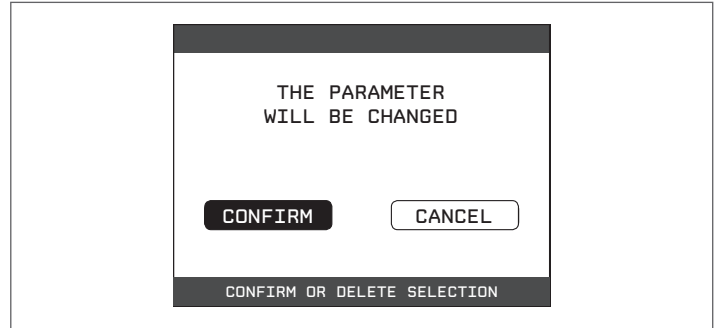 THE PARAMETER
WILL BE CHANGED
CONFIRM
CANCEL
CONFIRM OR DELETE SELECTION